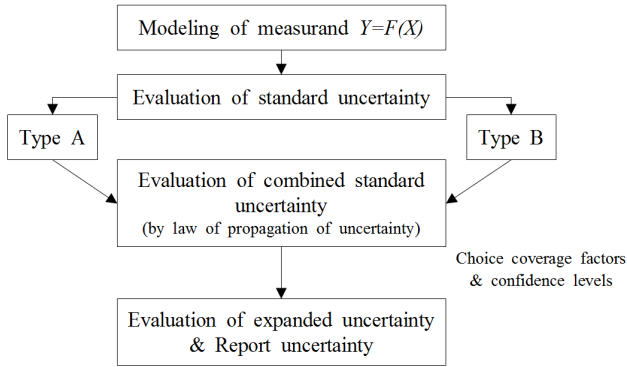 Modeling of measurand Y=F(X)
Evaluation of standard uncertainty
Type A
Type B
Evaluation of combined standard
uncertainty
(by law of propagation of uncertainty)
Choice coverage factors
& confidence levels
Evaluation of expanded uncertainty
& Report uncertainty